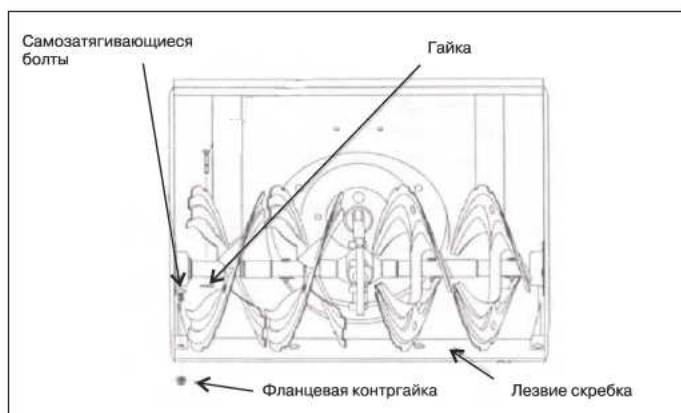 Самозатягивающиеся
болты
Гайка
Фланцевая контргайка
Лезвие скребка